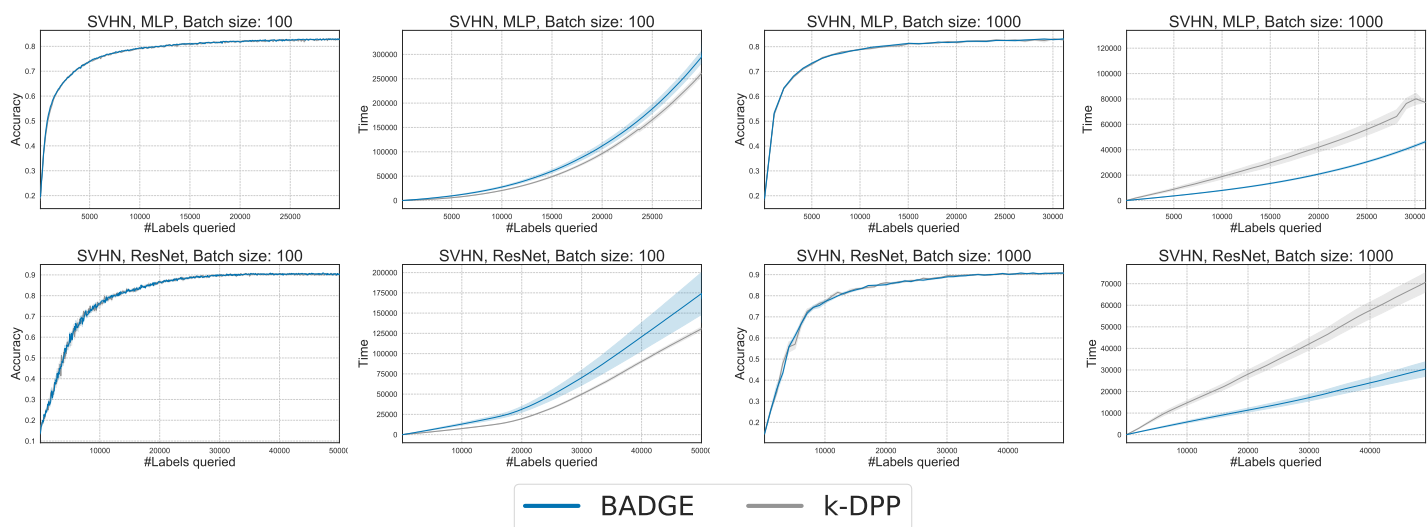 SVHN, MLP, Batch size: 100
0.8
0.7
0.6
0.5
0.4
0.3
0.2
Accuracy
5000 10000 15000 20000 25000
#Labels queried
SVHN, MLP, Batch size: 100
300000
250000
200000
150000
100000
50000
0
Time
5000 10000 15000 20000 25000
#Labels queried
SVHN, MLP, Batch size: 1000
0.8
0.7
0.6
0.5
0.4
0.3
0.2
Accuracy
5000 10000 15000 20000 25000 30000
#Labels queried
SVHN, MLP, Batch size: 1000
120000
100000
80000
60000
40000
20000
0
Time
5000 10000 15000 20000 25000 30000
#Labels queried
SVHN, ResNet, Batch size: 100
0.9
0.8
0.7
0.6
0.5
0.4
0.3
0.2
0.1
Accuracy
10000 20000 30000 40000 50000
#Labels queried
SVHN, ResNet, Batch size: 100
200000
175000
150000
125000
100000
75000
50000
25000
0
Time
10000 20000 30000 40000 50000
#Labels queried
SVHN, ResNet, Batch size: 1000
0.9
0.8
0.7
0.6
0.5
0.4
0.3
0.2
Accuracy
10000 20000 30000 40000
#Labels queried
SVHN, ResNet, Batch size: 1000
70000
60000
50000
40000
30000
20000
10000
0
Time
10000 20000 30000 40000
#Labels queried
BADGE k-DPP